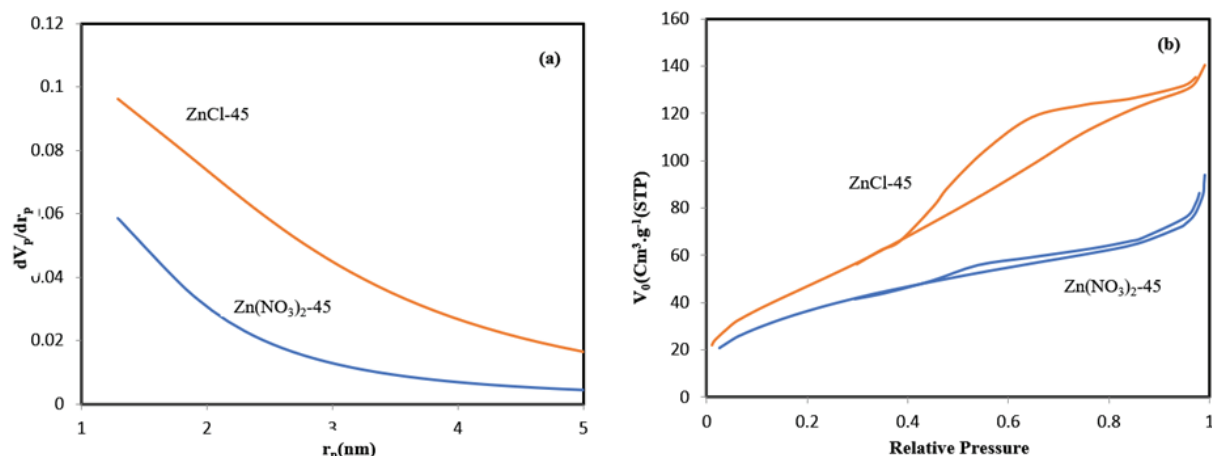 0.12
(a)
0.1
ZnCl-45
0.08
dVp/drp
0.06
0.04
Zn(NO3)2-45
0.02
0
1 2 3 4 5
rp(nm)
160
(b)
140
120
100
ZnCl-45
V0(Cm³·g⁻¹(STP)
80
60
Zn(NO3)2-45
40
20
0
0 0.2 0.4 0.6 0.8 1
Relative Pressure